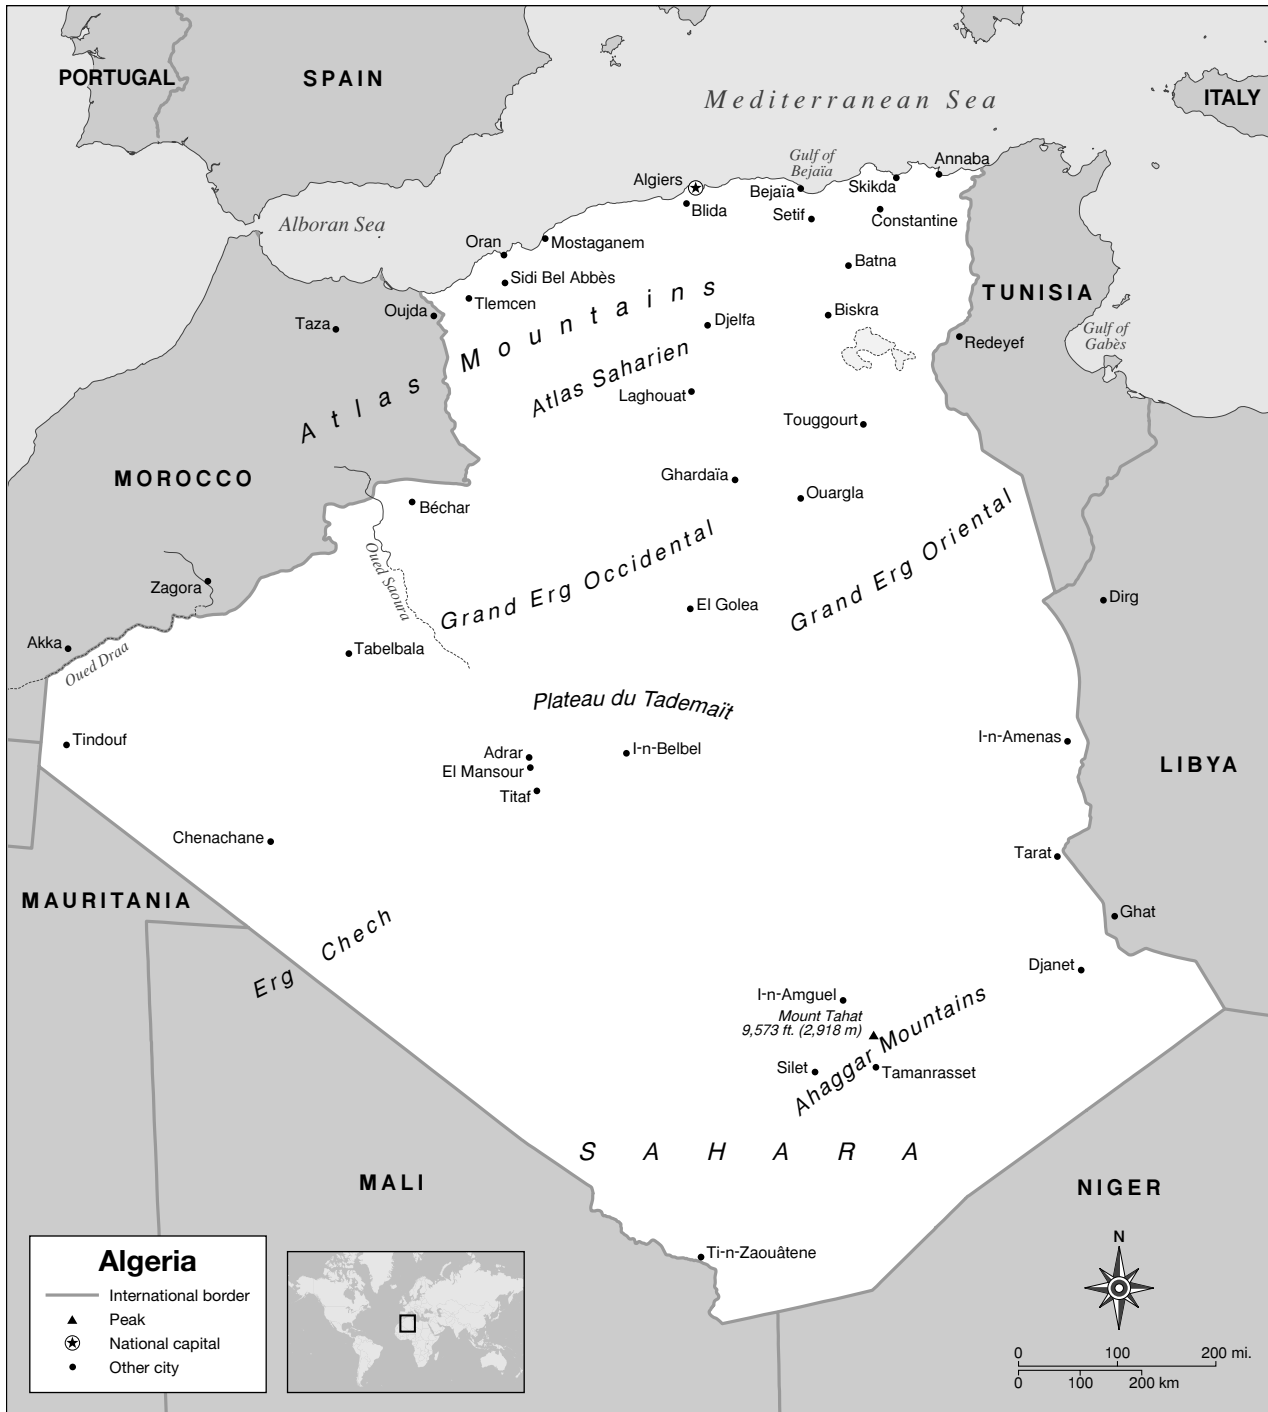 PORTUGAL
SPAIN
Mediterranean Sea
ITALY
Gulf of
Bejaïa
Annaba
Algiers
Bejaïa
Skikda
Blida
Setif
Constantine
Alboran Sea
Oran
Mostaganem
Batna
Sidi Bel Abbès
Tlemcen
TUNISIA
Oujda
Taza
Djelfa
Biskra
Gulf of
Gabès
Redeyef
Atlas Mountains
Atlas Saharien
Laghouat
Touggourt
MOROCCO
Ghardaïa
Ouargla
Béchar
Oued Saoura
Grand Erg Occidental
Grand Erg Oriental
Zagora
El Golea
Dirg
Akka
Oued Draa
Tabelbala
Plateau du Tademaït
Tindouf
Adrar
I-n-Belbel
I-n-Amenas
El Mansour
Titaf
LIBYA
Chenachane
Tarat
MAURITANIA
Ghat
Erg Chech
Djanet
I-n-Amguel
Mount Tahat
9,573 ft. (2,918 m)
Ahaggar Mountains
Silet
Tamanrasset
SAHARA
MALI
NIGER
Ti-n-Zaouâtene
Algeria
International border
Peak
National capital
Other city
N
0 100 200 mi.
0 100 200 km